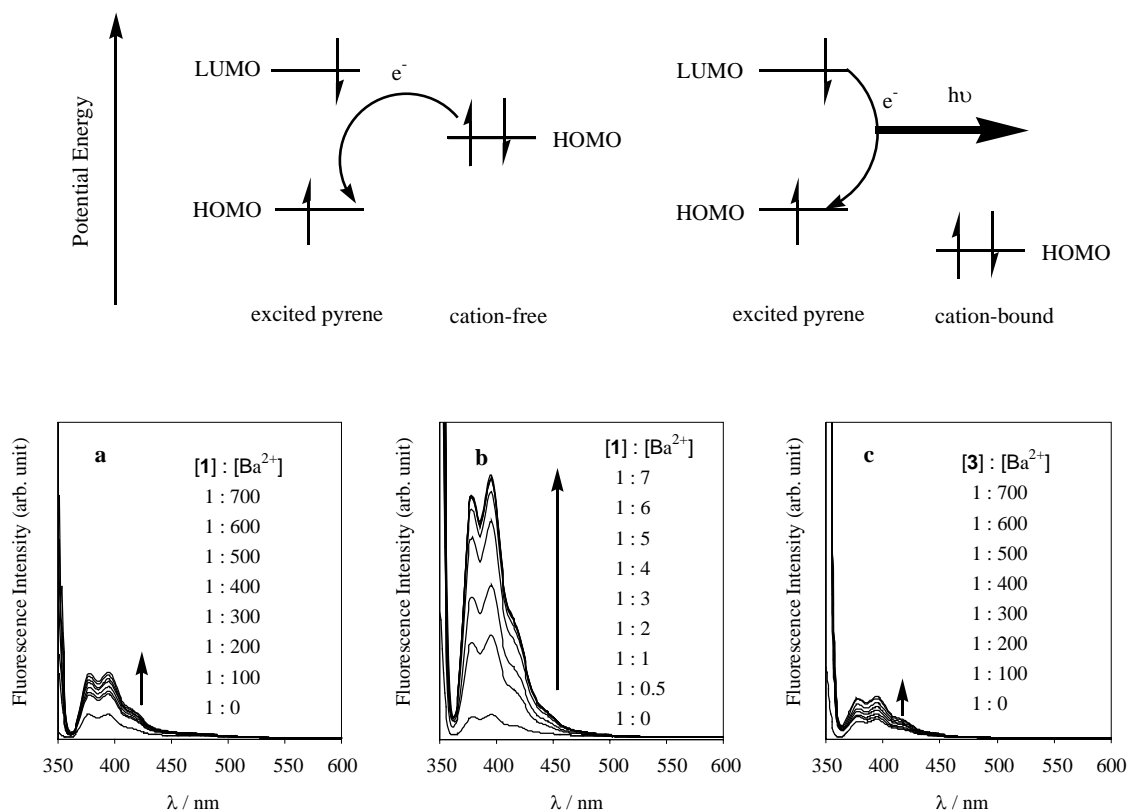 Potential Energy
LUMO
e-
HOMO
HOMO
excited pyrene
cation-free
LUMO
e-
hυ
HOMO
HOMO
excited pyrene
cation-bound
Fluorescence Intensity (arb. unit)
a
[1] : [Ba2+]
1 : 700
1 : 600
1 : 500
1 : 400
1 : 300
1 : 200
1 : 100
1 : 0
350 400 450 500 550 600
λ / nm
Fluorescence Intensity (arb. unit)
b
[1] : [Ba2+]
1 : 7
1 : 6
1 : 5
1 : 4
1 : 3
1 : 2
1 : 1
1 : 0.5
1 : 0
350 400 450 500 550 600
λ / nm
Fluorescence Intensity (arb. unit)
c
[3] : [Ba2+]
1 : 700
1 : 600
1 : 500
1 : 400
1 : 300
1 : 200
1 : 100
1 : 0
350 400 450 500 550 600
λ / nm